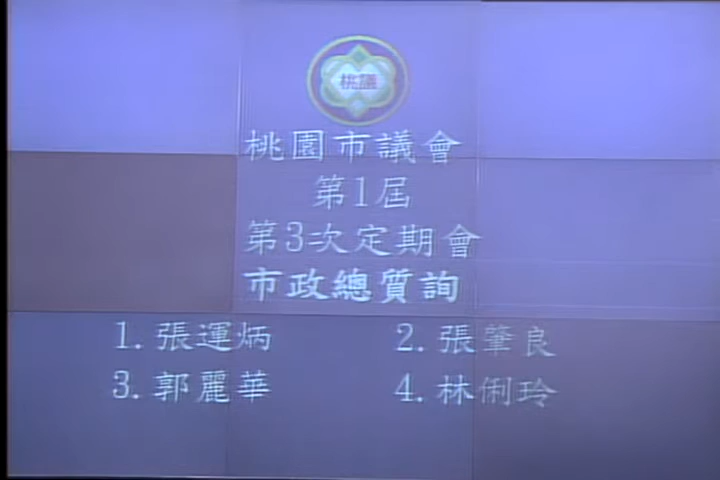 桃議
桃園市議會
第1屆
第3次定期會
市政總質詢
1. 張運炳 2. 張肇良
3. 郭麗華 4. 林俐玲